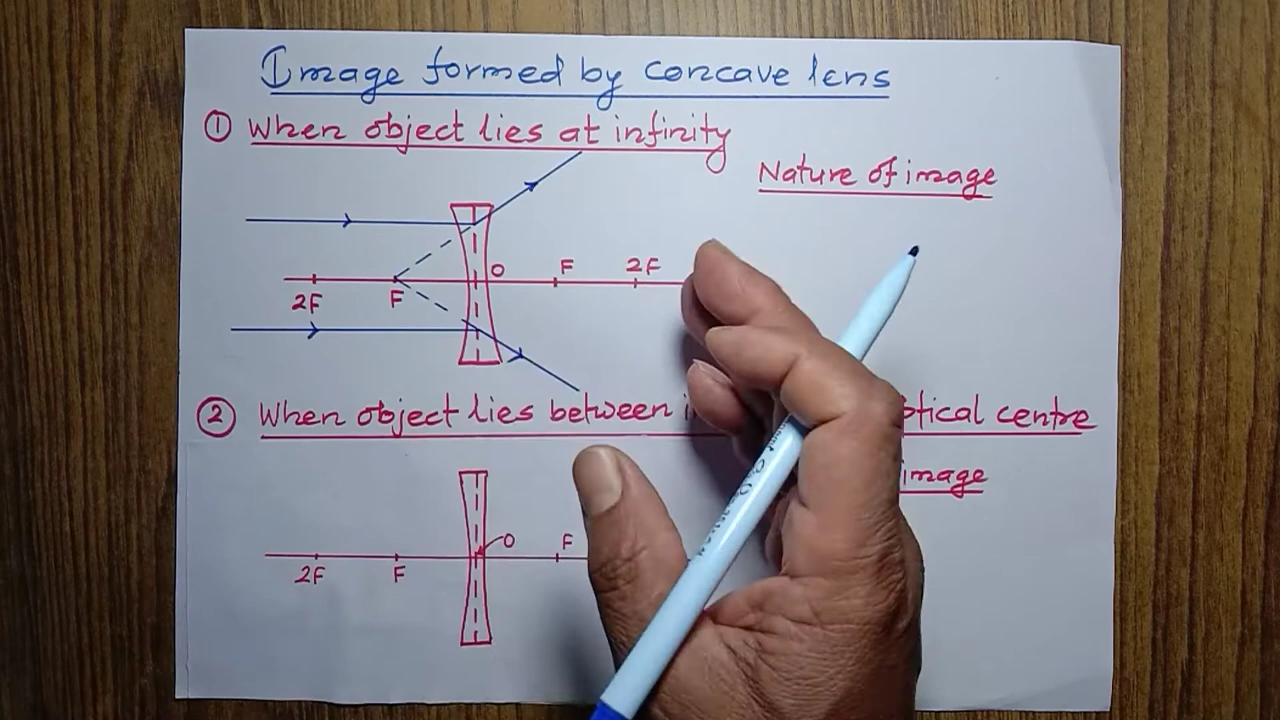 Image formed by concave lens
① When object lies at infinity
Nature of image
O F 2F
2F F
② When object lies between optical centre
image
O F
2F F